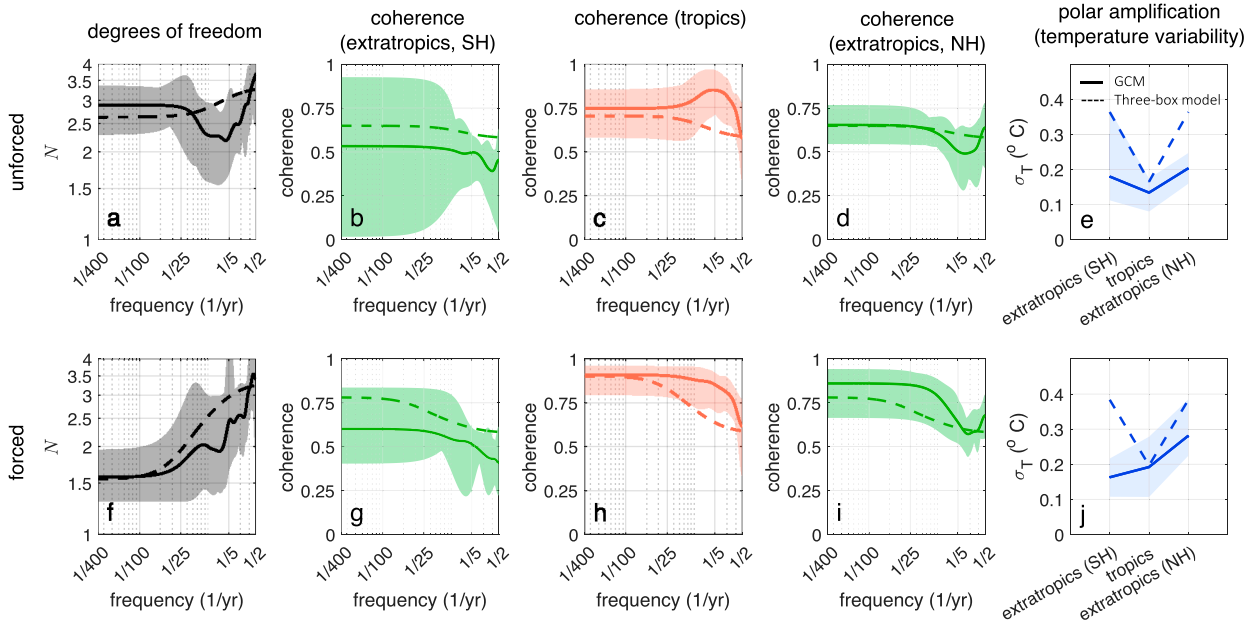 degrees of freedom
coherence
(extratropics, SH)
coherence (tropics)
coherence
(extratropics, NH)
polar amplification
(temperature variability)
unforced
N
4
3.5
3
2.5
2
1.5
1
a
1/400
1/100
1/25
1/5
1/2
frequency (1/yr)
coherence
1
0.75
0.5
0.25
0
b
1/400
1/100
1/25
1/5
1/2
frequency (1/yr)
coherence
1
0.75
0.5
0.25
0
c
1/400
1/100
1/25
1/5
1/2
frequency (1/yr)
coherence
1
0.75
0.5
0.25
0
d
1/400
1/100
1/25
1/5
1/2
frequency (1/yr)
σT (° C)
0.4
0.3
0.2
0.1
0
GCM
Three-box model
e
extratropics (SH)
tropics
extratropics (NH)
forced
N
4
3.5
3
2.5
2
1.5
1
f
1/400
1/100
1/25
1/5
1/2
frequency (1/yr)
coherence
1
0.75
0.5
0.25
0
g
1/400
1/100
1/25
1/5
1/2
frequency (1/yr)
coherence
1
0.75
0.5
0.25
0
h
1/400
1/100
1/25
1/5
1/2
frequency (1/yr)
coherence
1
0.75
0.5
0.25
0
i
1/400
1/100
1/25
1/5
1/2
frequency (1/yr)
σT (° C)
0.4
0.3
0.2
0.1
0
j
extratropics (SH)
tropics
extratropics (NH)